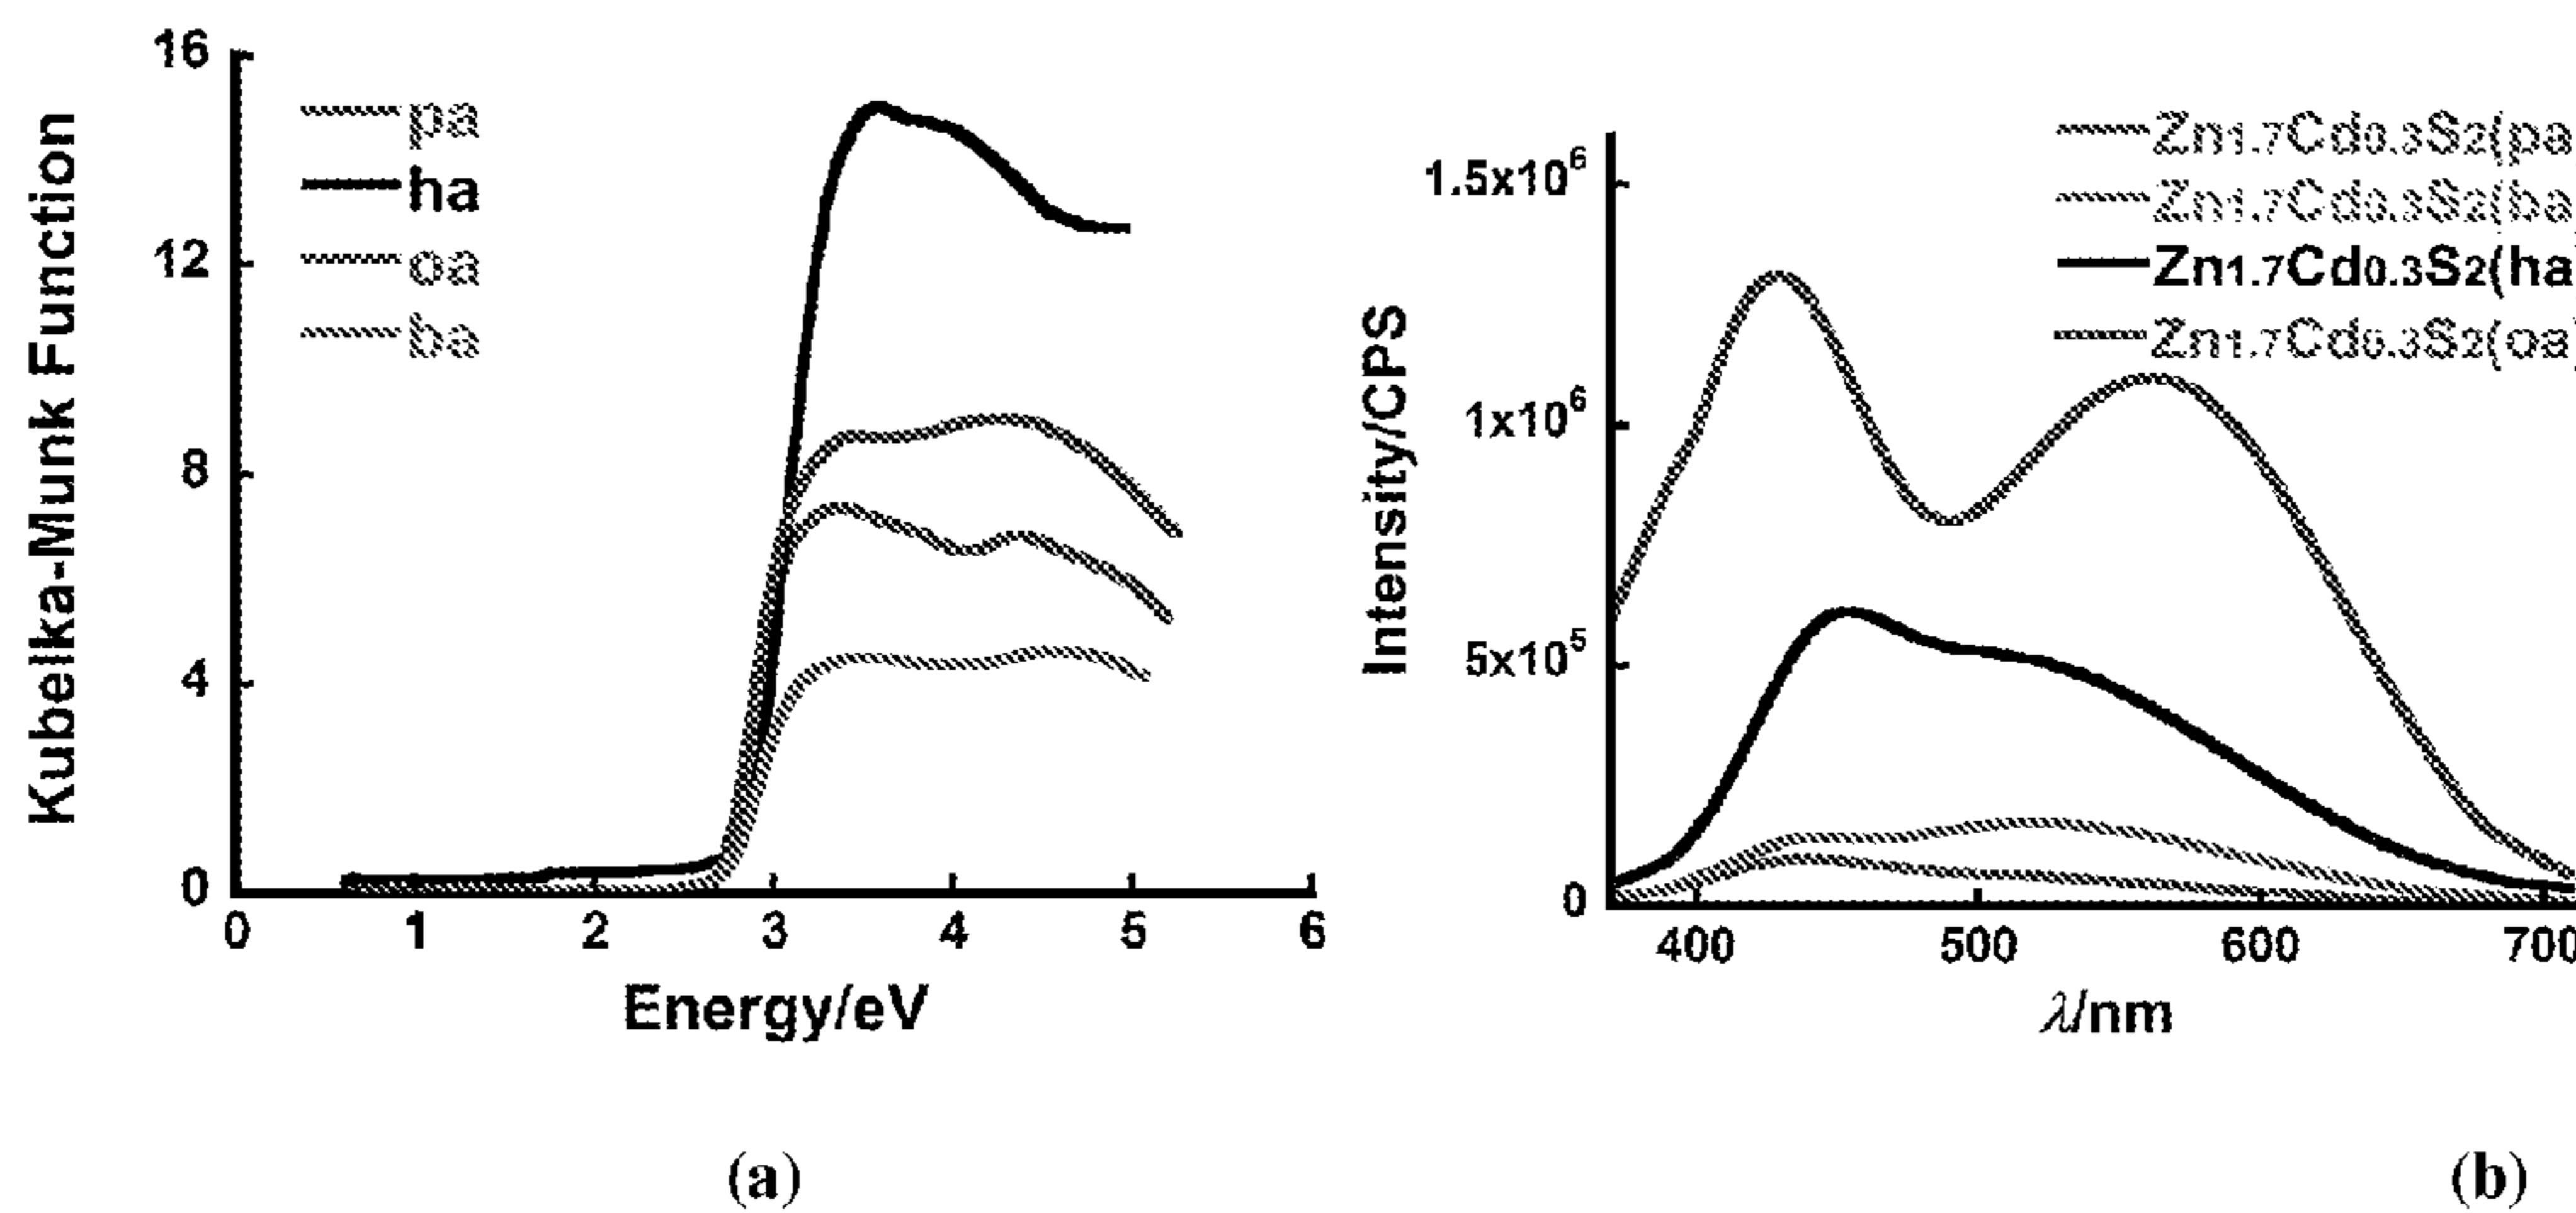 16
12
8
4
0
0 1 2 3 4 5 6
Kubelka-Munk Function
Energy/eV
pa
ha
oa
ba
(a)
1.5x10⁶
1x10⁶
5x10⁵
0
400 500 600 700
Intensity/CPS
λ/nm
Zn1.7Cd0.3S2(pa
Zn1.7Cd0.3S2(ba
Zn1.7Cd0.3S2(ha
Zn1.7Cd0.3S2(oa)
(b)